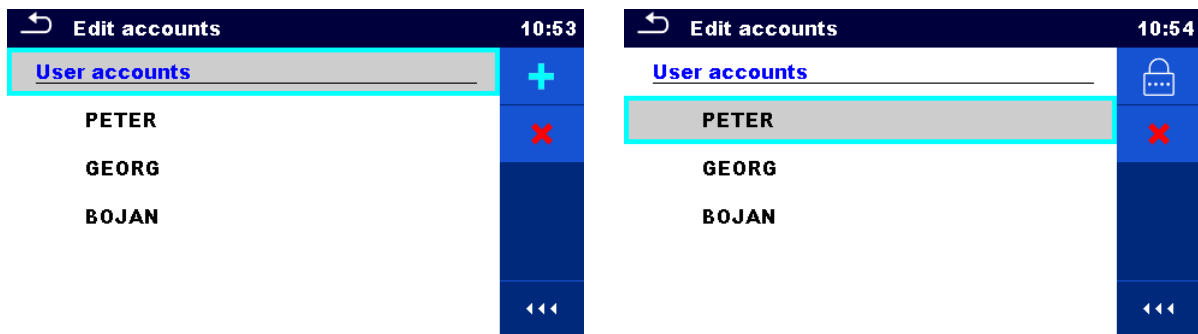 Edit accounts 10:53
User accounts
PETER
GEORG
BOJAN
Edit accounts 10:54
User accounts
PETER
GEORG
BOJAN